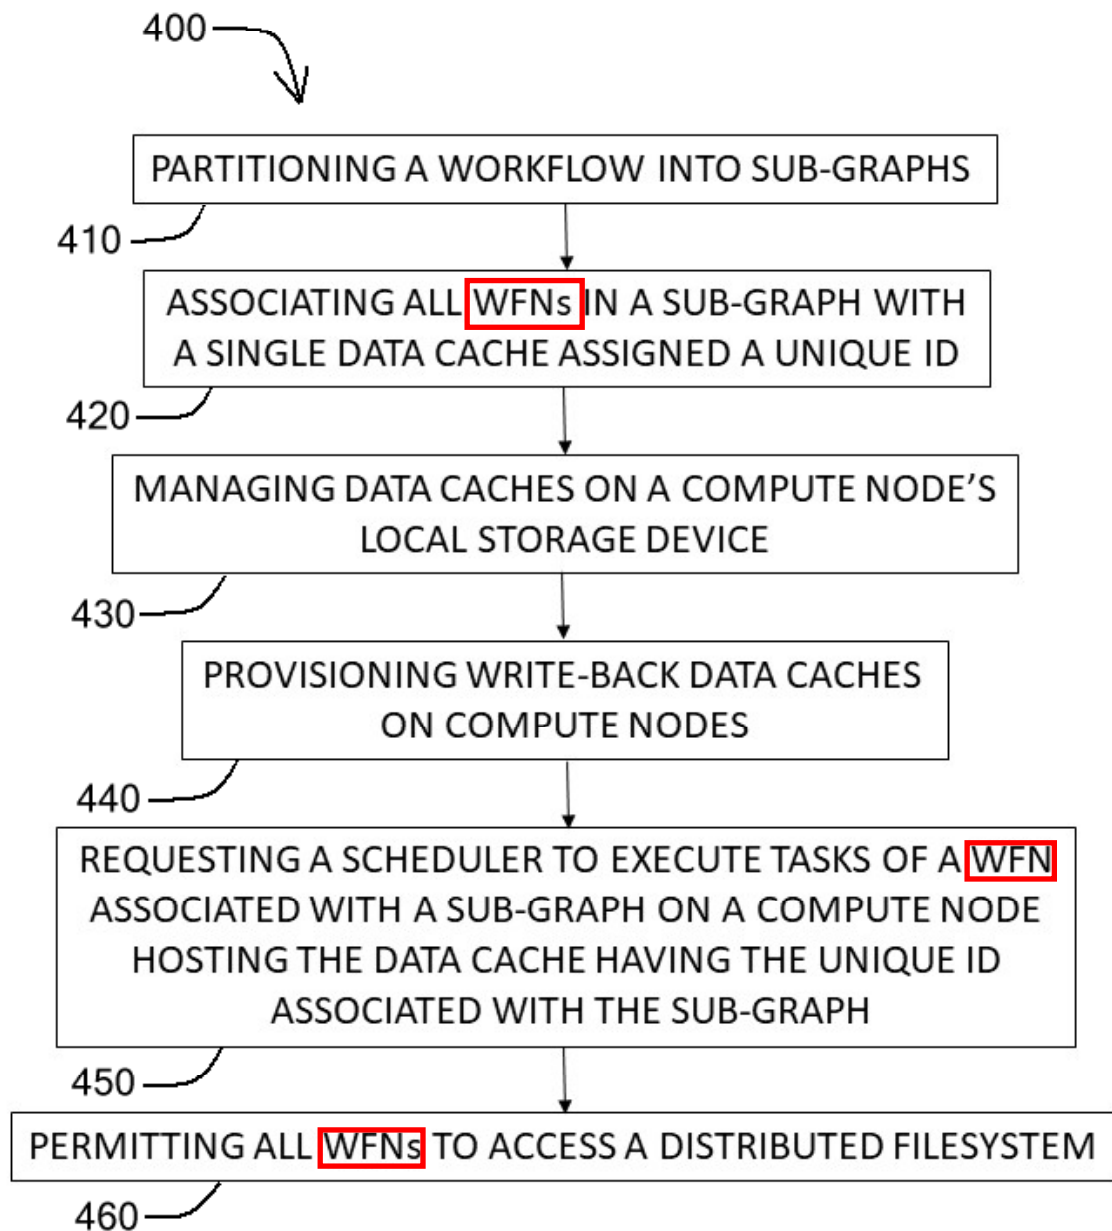 400
PARTITIONING A WORKFLOW INTO SUB-GRAPHS
410
ASSOCIATING ALL WFNs IN A SUB-GRAPH WITH
A SINGLE DATA CACHE ASSIGNED A UNIQUE ID
420
MANAGING DATA CACHES ON A COMPUTE NODE’S
LOCAL STORAGE DEVICE
430
PROVISIONING WRITE-BACK DATA CACHES
ON COMPUTE NODES
440
REQUESTING A SCHEDULER TO EXECUTE TASKS OF A WFN
ASSOCIATED WITH A SUB-GRAPH ON A COMPUTE NODE
HOSTING THE DATA CACHE HAVING THE UNIQUE ID
ASSOCIATED WITH THE SUB-GRAPH
450
PERMITTING ALL WFNs TO ACCESS A DISTRIBUTED FILESYSTEM
460